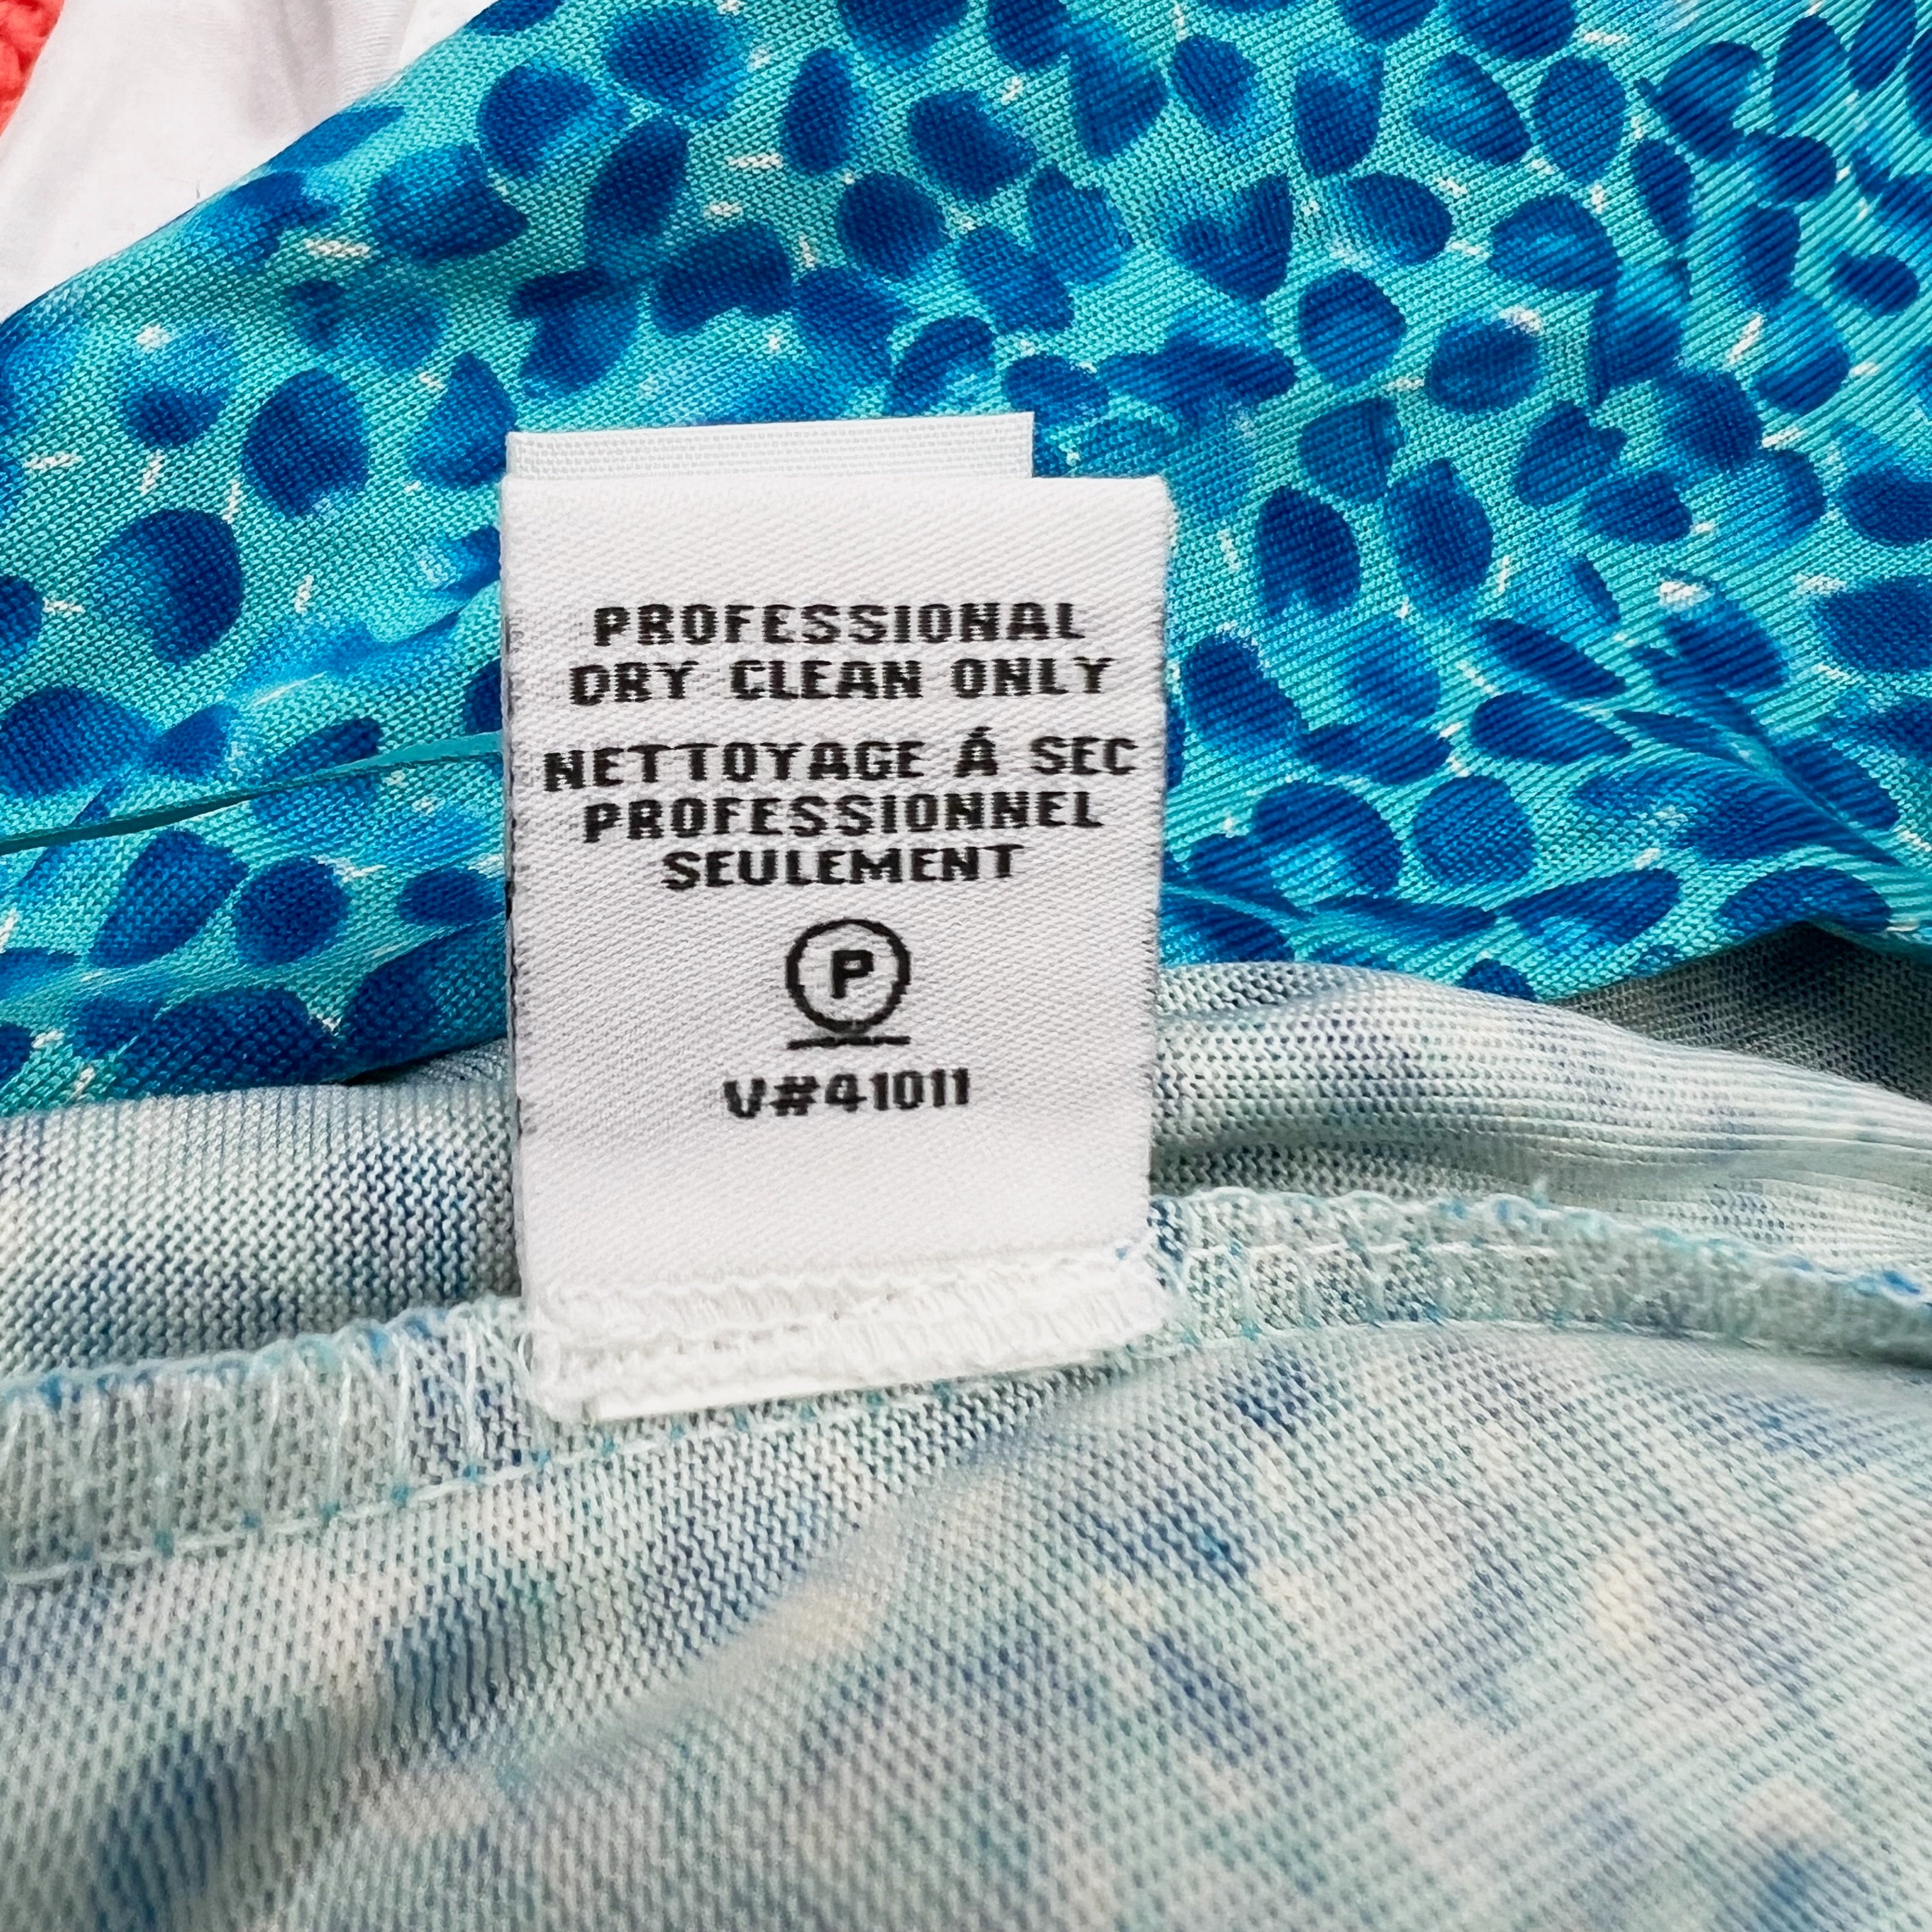 PROFESSIONAL
DRY CLEAN ONLY
NETTOYAGE Á SEC
PROFESSIONNEL
SEULEMENT
P
V#41011